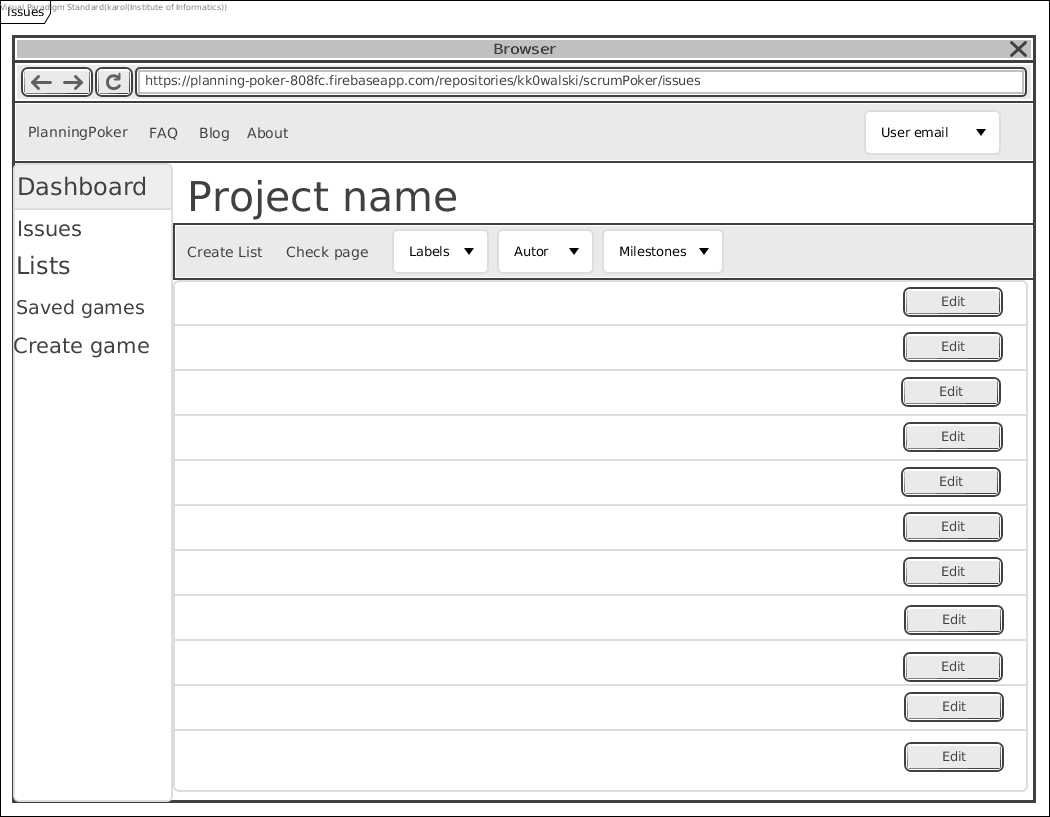 Visual Paradigm Standard(karol(Institute of Informatics))
Issues
Browser
https://planning-poker-808fc.firebaseapp.com/repositories/kk0walski/scrumPoker/issues
PlanningPoker FAQ Blog About User email
Dashboard
Project name
Issues
Create List Check page Labels Autor Milestones
Lists
Saved games
Create game
Edit
Edit
Edit
Edit
Edit
Edit
Edit
Edit
Edit
Edit
Edit